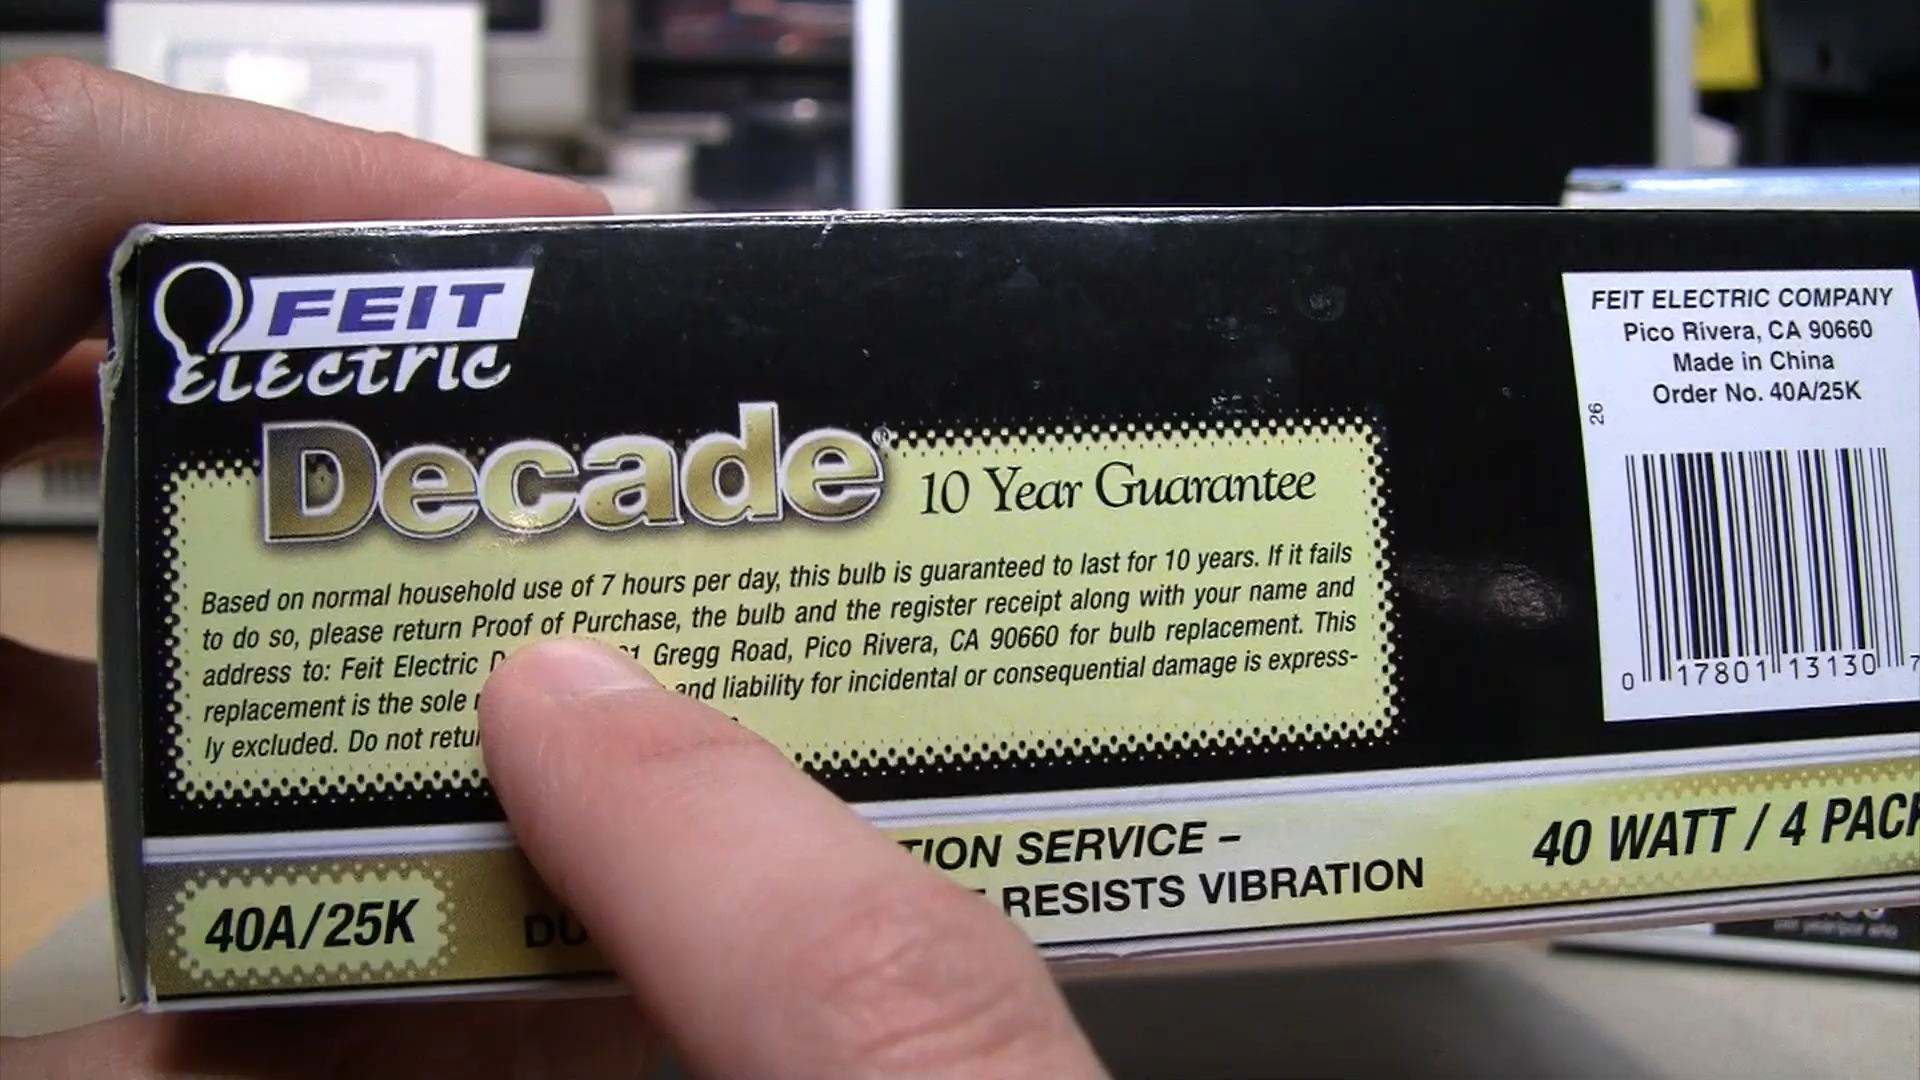 FEIT
ELECTRIC
Decade® 10 Year Guarantee
Based on normal household use of 7 hours per day, this bulb is guaranteed to last for 10 years. If it fails
to do so, please return Proof of Purchase, the bulb and the register receipt along with your name and
address to: Feit Electric Gregg Road, Pico Rivera, CA 90660 for bulb replacement. This
replacement is the sole and liability for incidental or consequential damage is express-
ly excluded. Do not
FEIT ELECTRIC COMPANY
Pico Rivera, CA 90660
Made in China
Order No. 40A/25K
26
0 17801 13130 7
SERVICE –
RESISTS VIBRATION
40 WATT / 4 PACK
40A/25K